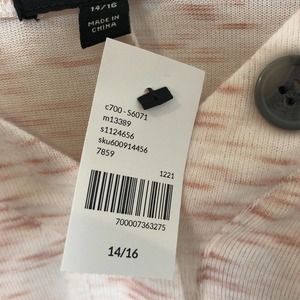 14/16
MADE IN
CHINA
c700 - S6071
m13389
s1124656
sku600914456
7859
1221
700007363275
14/16